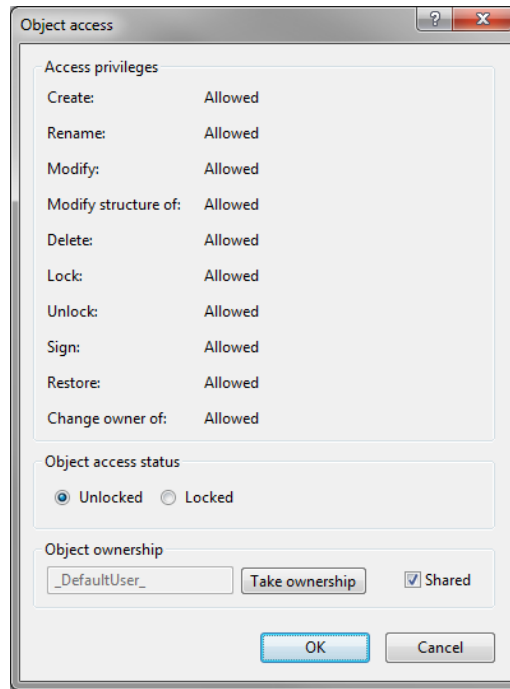 Object access
Access privileges
Create: Allowed
Rename: Allowed
Modify: Allowed
Modify structure of: Allowed
Delete: Allowed
Lock: Allowed
Unlock: Allowed
Sign: Allowed
Restore: Allowed
Change owner of: Allowed
Object access status
Unlocked Locked
Object ownership
_DefaultUser_ Take ownership Shared
OK Cancel